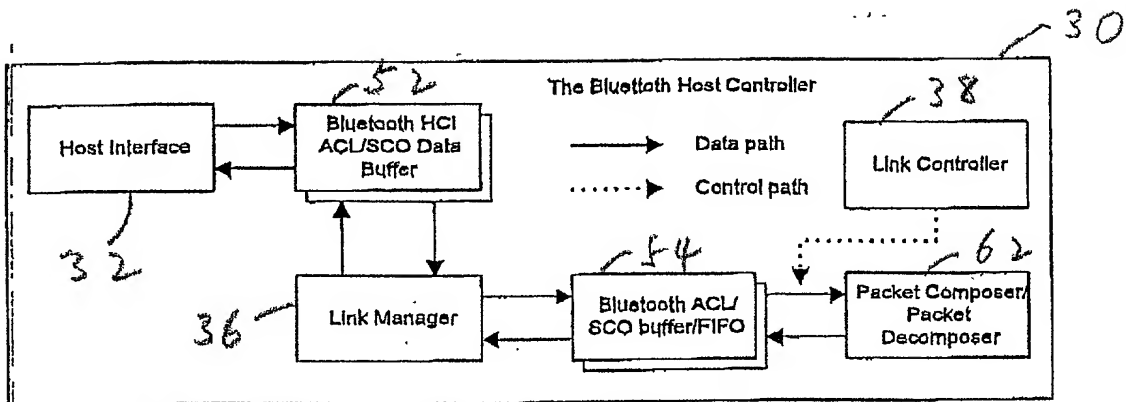 30
52
The Bluettoth Host Controller
38
Host Interface
Bluetooth HCI
ACL/SCO Data
Buffer
Data path
Control path
Link Controller
32
54
62
36
Link Manager
Bluetooth ACL/
SCO buffer/FIFO
Packet Composer/
Packet
Decomposer